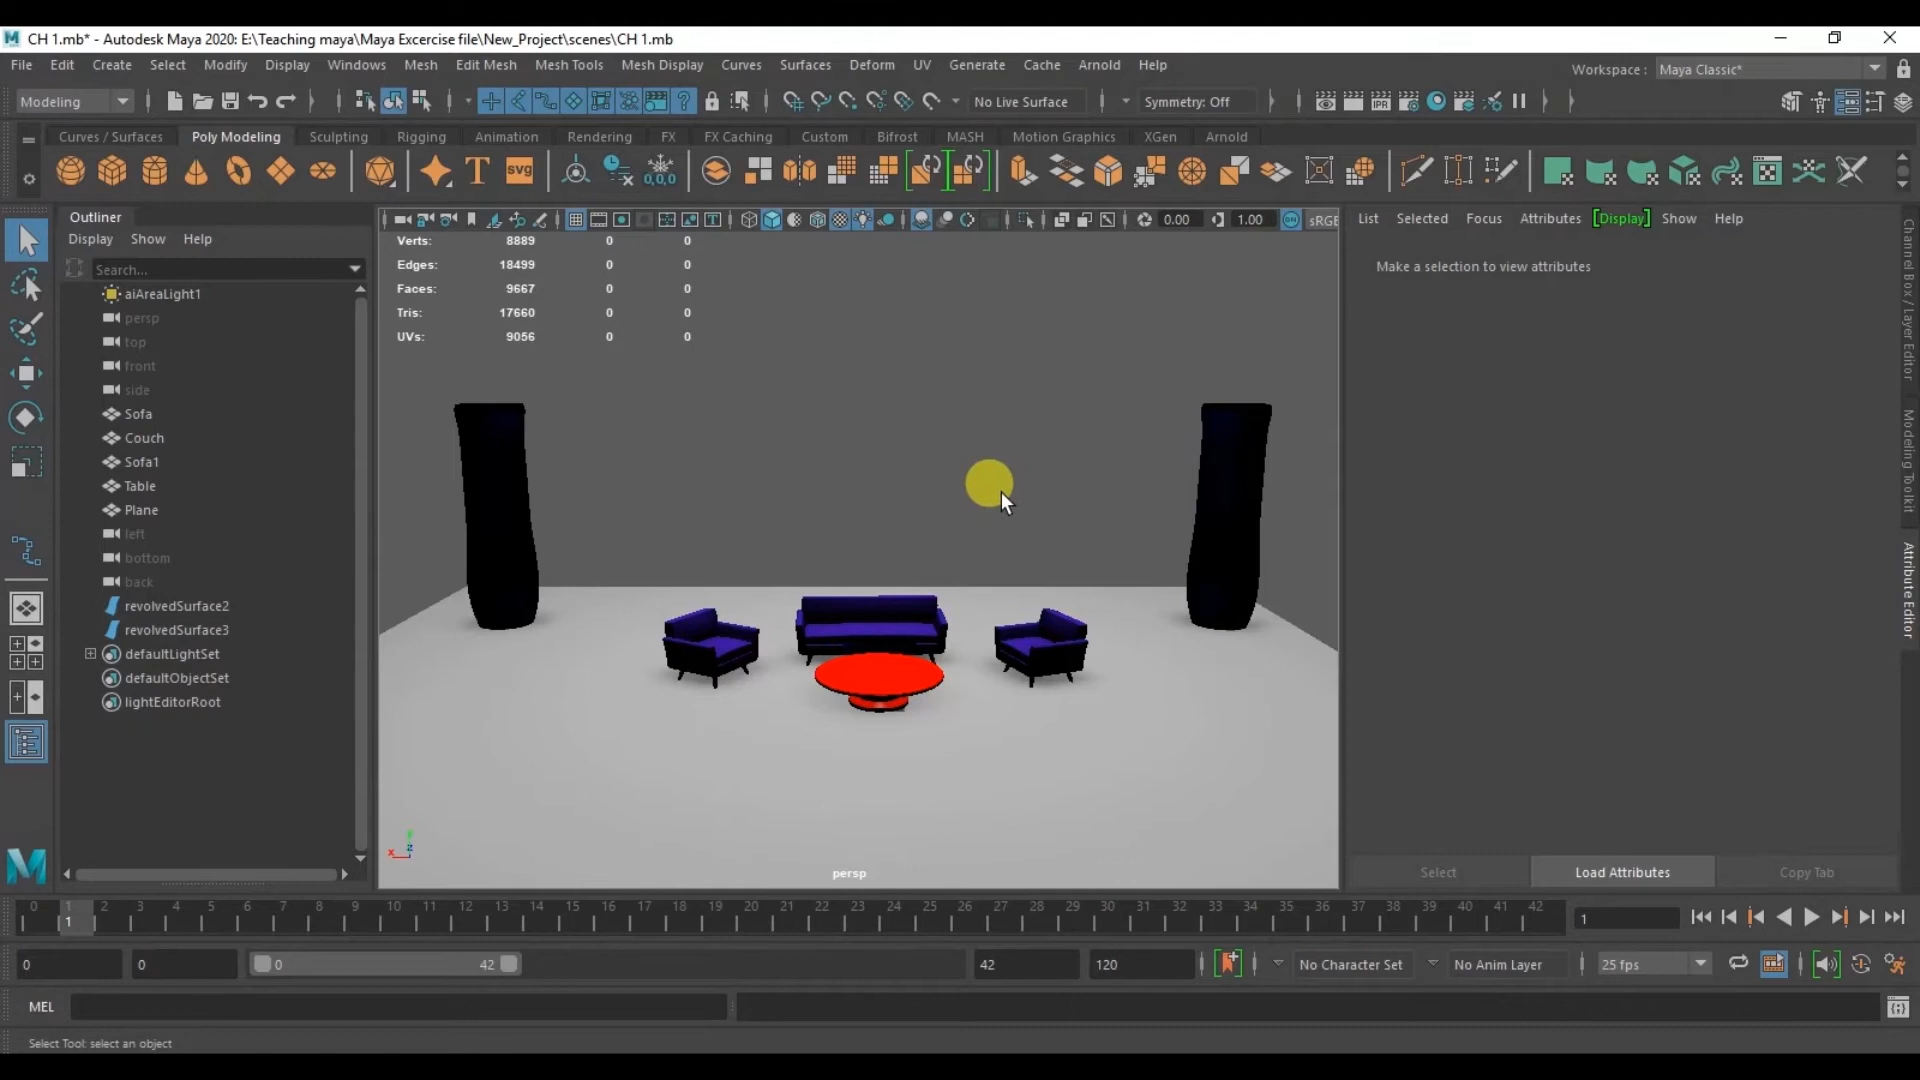 CH 1.mb* - Autodesk Maya 2020: E:\Teaching maya\Maya Excercise file\New_Project\scenes\CH 1.mb
File Edit Create Select Modify Display Windows Mesh Edit Mesh Mesh Tools Mesh Display Curves Surfaces Deform UV Generate Cache Arnold Help
Workspace : Maya Classic*
Modeling No Live Surface Symmetry: Off IPR
Curves / Surfaces Poly Modeling Sculpting Rigging Animation Rendering FX FX Caching Custom Bifrost MASH Motion Graphics XGen Arnold
T SVG 0,0,0
Outliner
Display Show Help
Search...
aiAreaLight1
persp
top
front
side
Sofa
Couch
Sofa1
Table
Plane
left
bottom
back
revolvedSurface2
revolvedSurface3
defaultLightSet
defaultObjectSet
lightEditorRoot
0.00 1.00 ON sRGE
Verts: 8889 0 0
Edges: 18499 0 0
Faces: 9667 0 0
Tris: 17660 0 0
UVs: 9056 0 0
x y z
persp
List Selected Focus Attributes [Display] Show Help
Make a selection to view attributes
Select Load Attributes Copy Tab
Channel Box / Layer Editor
Modeling Toolkit
Attribute Editor
0 1 2 3 4 5 6 7 8 9 10 11 12 13 14 15 16 17 18 19 20 21 22 23 24 25 26 27 28 29 30 31 32 33 34 35 36 37 38 39 40 41 42
1 1
0 0 0 42 42 120 No Character Set No Anim Layer 25 fps
MEL
Select Tool: select an object